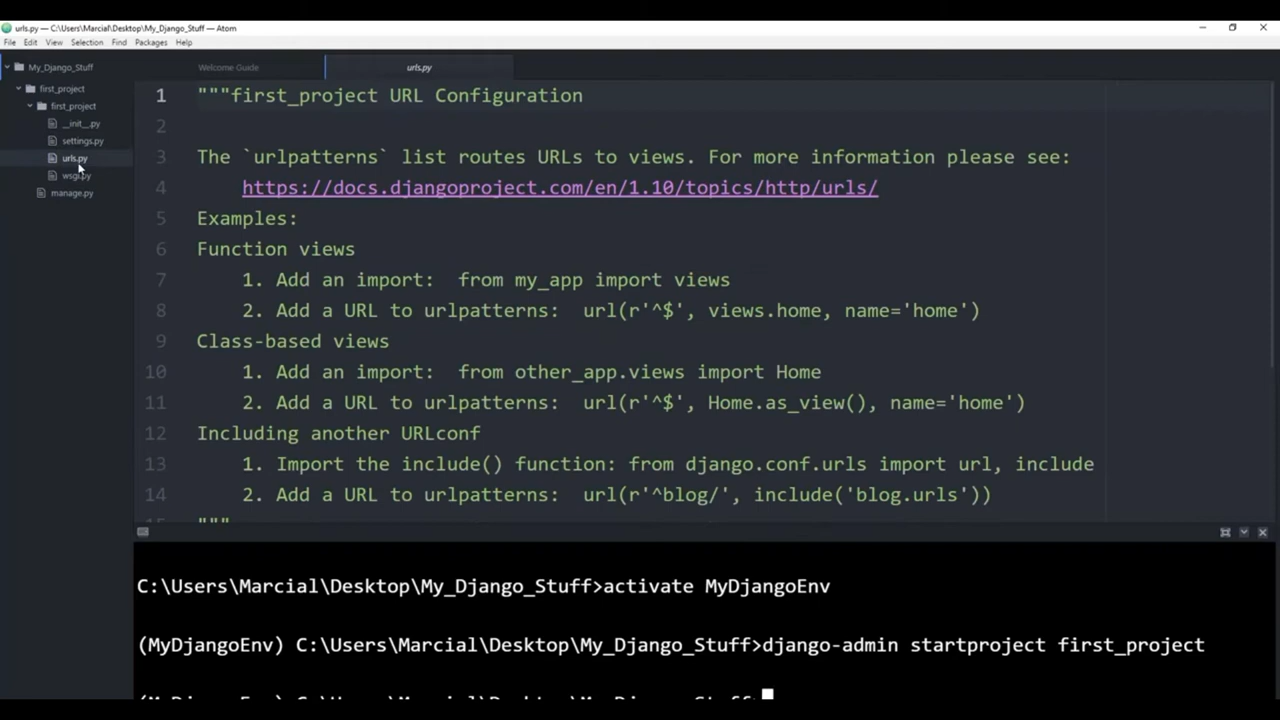 urls.py — C:\Users\Marcial\Desktop\My_Django_Stuff — Atom
File Edit View Selection Find Packages Help
My_Django_Stuff
first_project
first_project
__init__.py
settings.py
urls.py
wsgi.py
manage.py
Welcome Guide
urls.py
1 """first_project URL Configuration
2
3 The `urlpatterns` list routes URLs to views. For more information please see:
4 https://docs.djangoproject.com/en/1.10/topics/http/urls/
5 Examples:
6 Function views
7 1. Add an import:  from my_app import views
8 2. Add a URL to urlpatterns:  url(r'^$', views.home, name='home')
9 Class-based views
10 1. Add an import:  from other_app.views import Home
11 2. Add a URL to urlpatterns:  url(r'^$', Home.as_view(), name='home')
12 Including another URLconf
13 1. Import the include() function: from django.conf.urls import url, include
14 2. Add a URL to urlpatterns:  url(r'^blog/', include('blog.urls'))
15 """
C:\Users\Marcial\Desktop\My_Django_Stuff>activate MyDjangoEnv
(MyDjangoEnv) C:\Users\Marcial\Desktop\My_Django_Stuff>django-admin startproject first_project
(MyDjangoEnv) C:\Users\Marcial\Desktop\My_Django_Stuff>